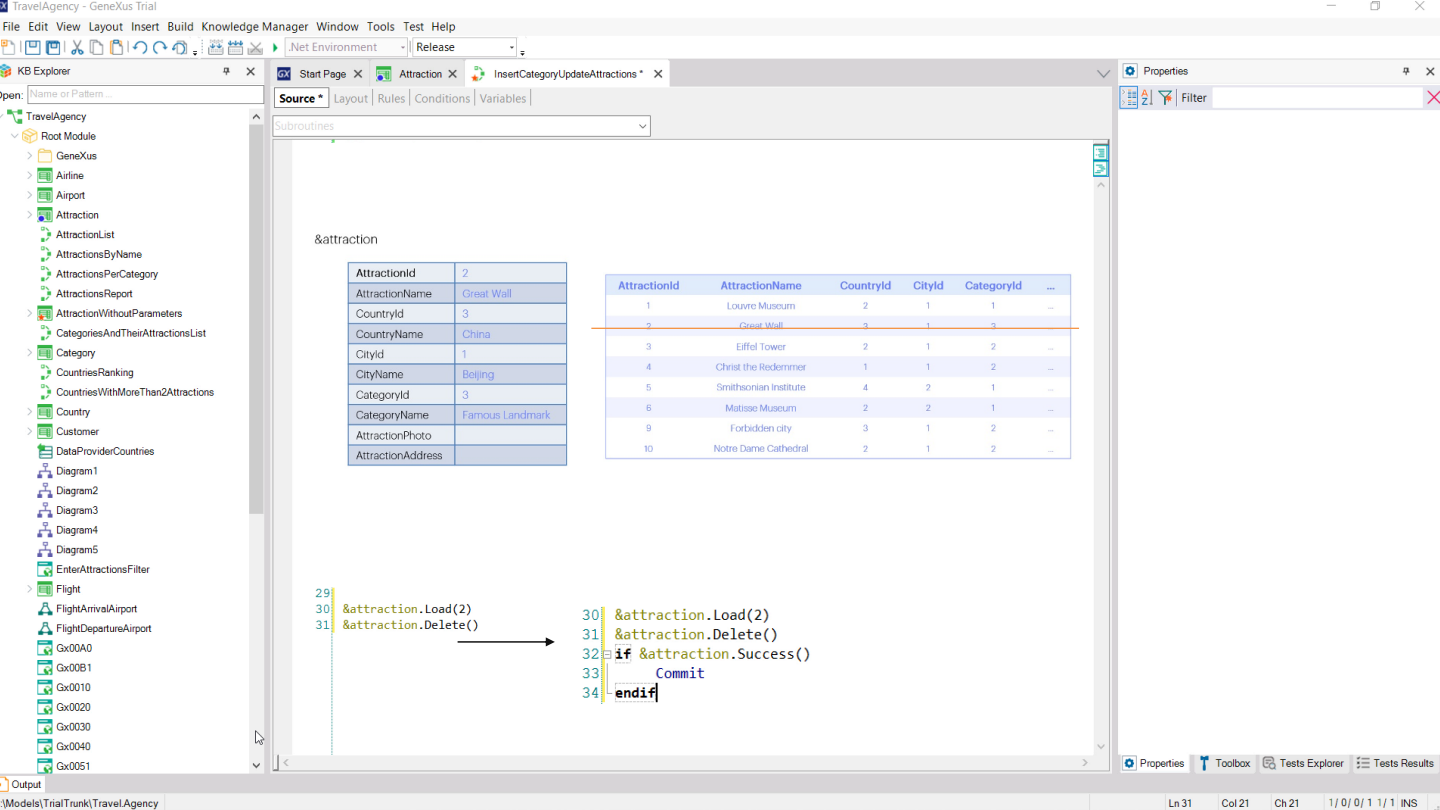 TravelAgency - GeneXus Trial
File Edit View Layout Insert Build Knowledge Manager Window Tools Test Help
.Net Environment Release
KB Explorer
Start Page Attraction InsertCategoryUpdateAttractions *
Properties
Open: Name or Pattern ...
Source * Layout Rules Conditions Variables
Filter
Subroutines
TravelAgency
Root Module
GeneXus
Airline
Airport
Attraction
AttractionList
AttractionsByName
AttractionsPerCategory
AttractionsReport
AttractionWithoutParameters
CategoriesAndTheirAttractionsList
Category
CountriesRanking
CountriesWithMoreThan2Attractions
Country
Customer
DataProviderCountries
Diagram1
Diagram2
Diagram3
Diagram4
Diagram5
EnterAttractionsFilter
Flight
FlightArrivalAirport
FlightDepartureAirport
Gx00A0
Gx00B1
Gx0010
Gx0020
Gx0030
Gx0040
Gx0051
&attraction
AttractionId 2
AttractionName Great Wall
CountryId 3
CountryName China
CityId 1
CityName Beijing
CategoryId 3
CategoryName Famous Landmark
AttractionPhoto
AttractionAddress
AttractionId AttractionName CountryId CityId CategoryId ...
1 Louvre Museum 2 1 1 ...
2 Great Wall 3 1 3 ...
3 Eiffel Tower 2 1 2 ...
4 Christ the Redemmer 1 1 2 ...
5 Smithsonian Institute 4 2 1 ...
6 Matisse Museum 2 2 1 ...
9 Forbidden city 3 1 2 ...
10 Notre Dame Cathedral 2 1 2 ...
29
30 &attraction.Load(2)
31 &attraction.Delete()
30 &attraction.Load(2)
31 &attraction.Delete()
32 if &attraction.Success()
33 Commit
34 endif
Properties Toolbox Tests Explorer Tests Results
Output
:\Models\TrialTrunk\Travel.Agency
Ln 31 Col 21 Ch 21 1/ 0/ 0/ 1 1/ 1 INS